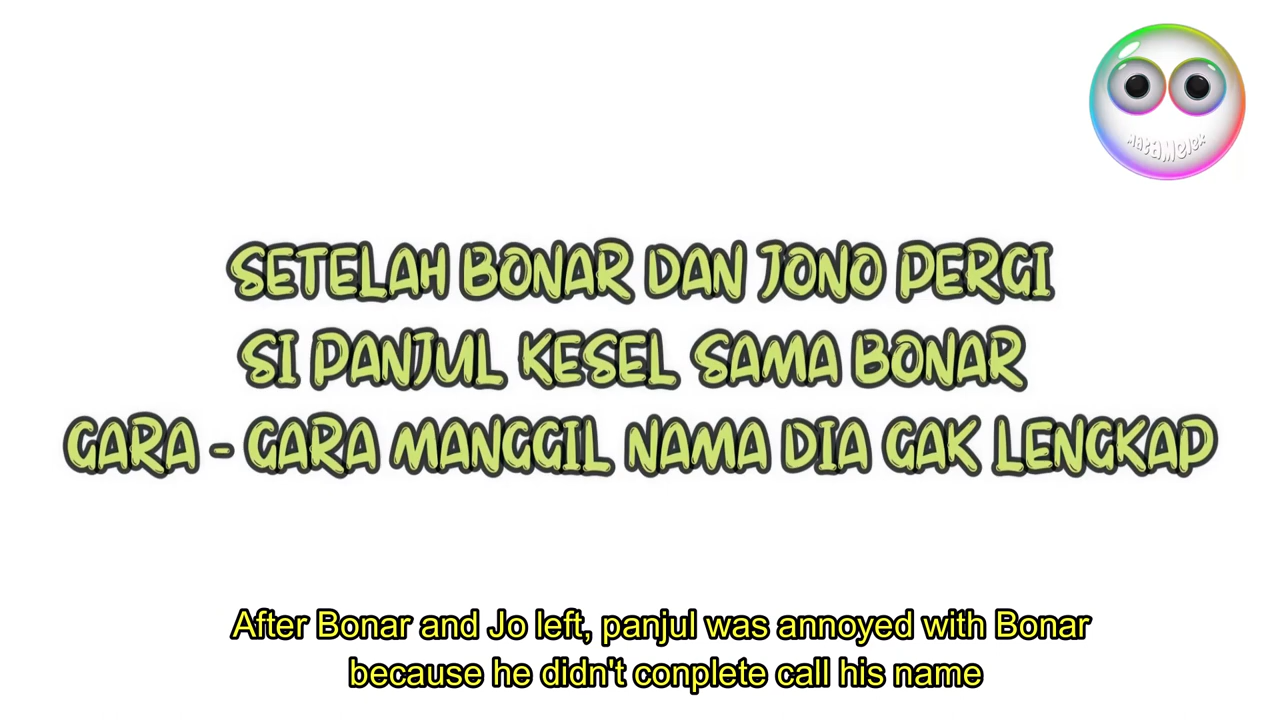 MataMelek
SETELAH BONAR DAN JONO PERGI
SI PANJUL KESEL SAMA BONAR
GARA - GARA MANGGIL NAMA DIA GAK LENGKAP
After Bonar and Jo left, panjul was annoyed with Bonar
because he didn't conplete call his name